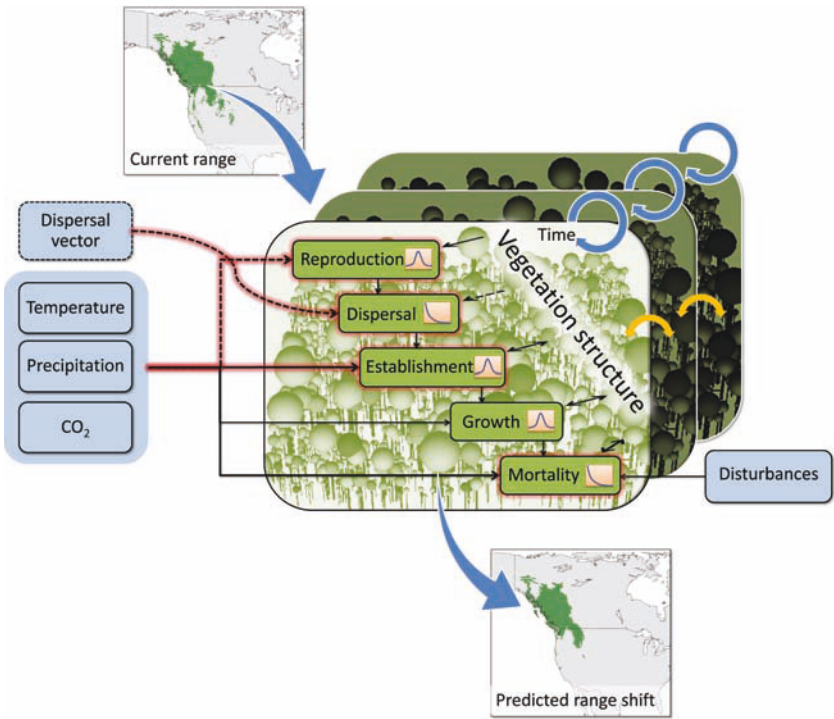 Current range
Dispersal
vector
Temperature
Precipitation
CO₂
Time
Vegetation structure
Reproduction
Dispersal
Establishment
Growth
Mortality
Disturbances
Predicted range shift